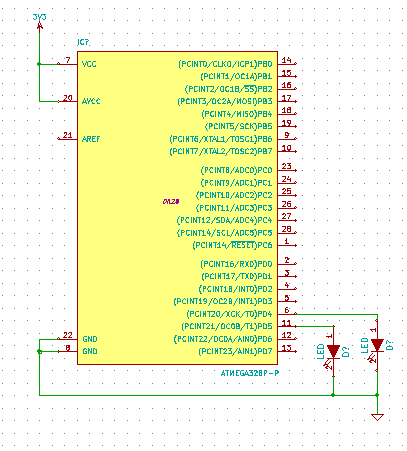 3V3
IC?
7 VCC (PCINT0/CLKO/ICP1)PB0 14
(PCINT1/OC1A)PB1 15
(PCINT2/OC1B/SS)PB2 16
20 AVCC (PCINT3/OC2A/MOSI)PB3 17
(PCINT4/MISO)PB4 18
(PCINT5/SCK)PB5 19
21 AREF (PCINT6/XTAL1/TOSC1)PB6 9
(PCINT7/XTAL2/TOSC2)PB7 10
(PCINT8/ADC0)PC0 23
(PCINT9/ADC1)PC1 24
(PCINT10/ADC2)PC2 25
(PCINT11/ADC3)PC3 26
(PCINT12/SDA/ADC4)PC4 27
(PCINT14/SCL/ADC5)PC5 28
(PCINT14/RESET)PC6 1
(PCINT16/RXD)PD0 2
(PCINT17/TXD)PD1 3
(PCINT18/INT0)PD2 4
(PCINT19/OC2B/INT1)PD3 5
(PCINT20/XCK/T0)PD4 6
(PCINT21/OC0B/T1)PD5 11
22 GND (PCINT22/OC0A/AIN0)PD6 12
8 GND (PCINT23/AIN1)PD7 13
ATMEGA328P-P
LED 1 2 D?
LED 1 2 D?